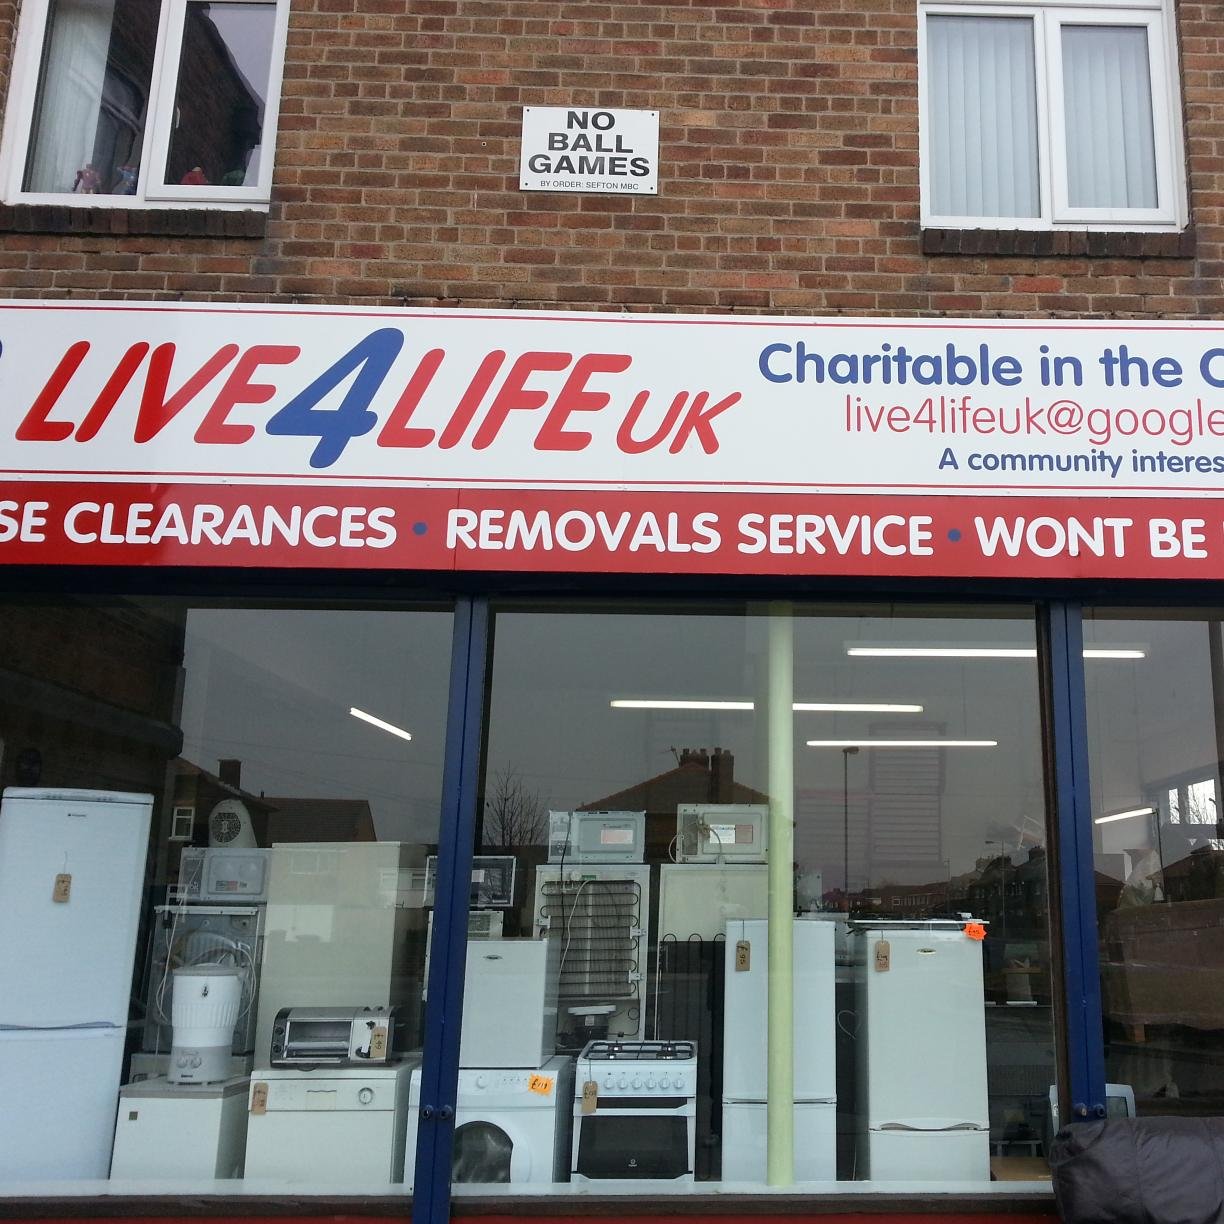 NO
BALL
GAMES
BY ORDER: SEFTON MBC
LIVE4LIFE UK
Charitable in the C
live4lifeuk@google
A community interes
SE CLEARANCES • REMOVALS SERVICE • WONT BE
£95